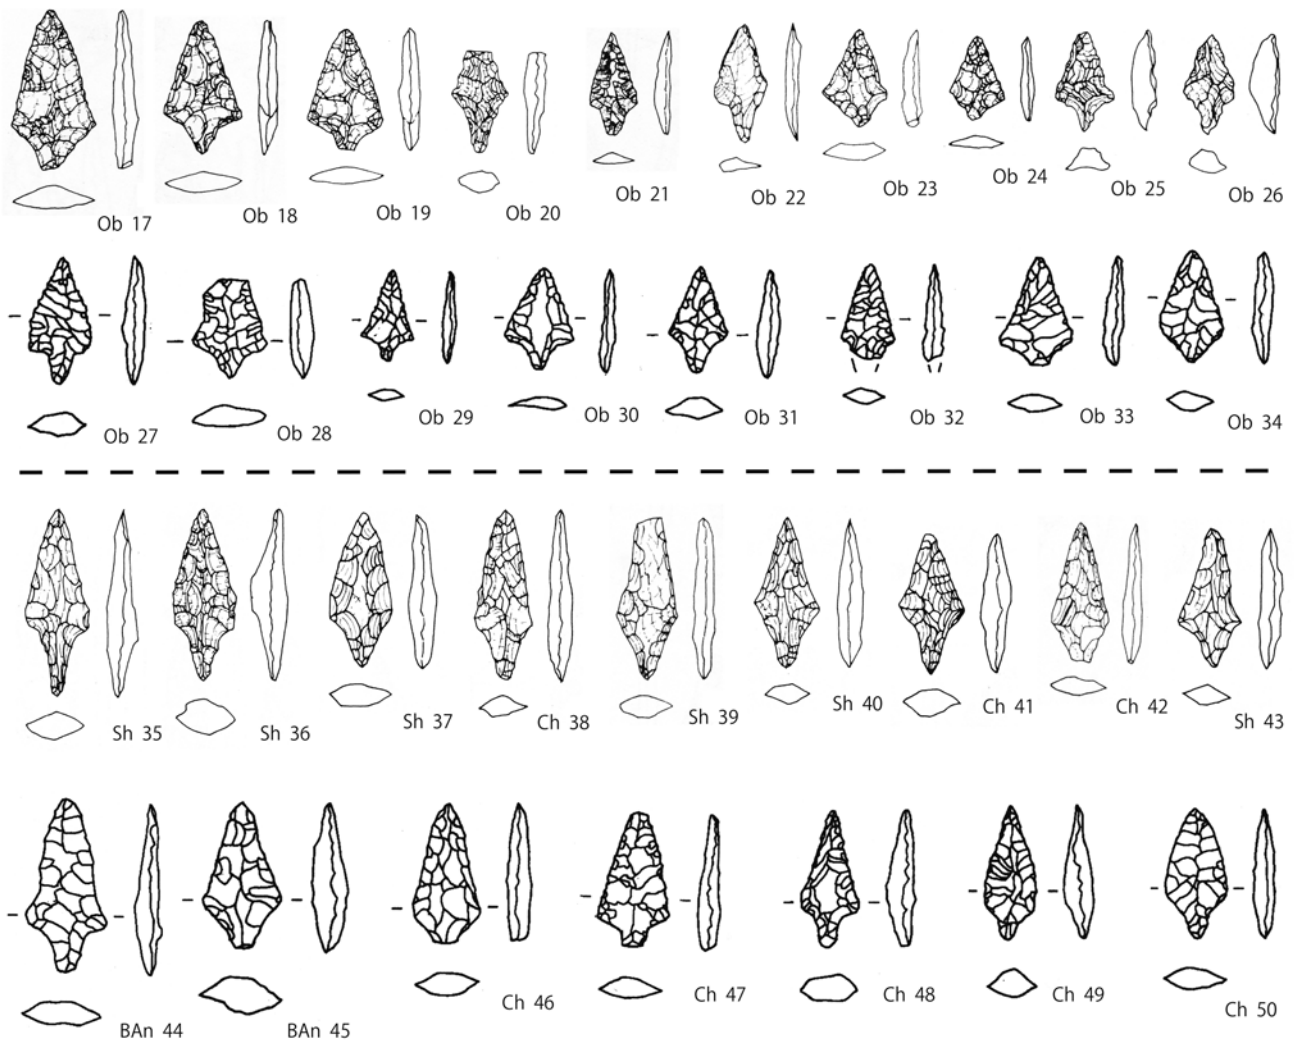 Ob 17 Ob 18 Ob 19 Ob 20 Ob 21 Ob 22 Ob 23 Ob 24 Ob 25 Ob 26
Ob 27 Ob 28 Ob 29 Ob 30 Ob 31 Ob 32 Ob 33 Ob 34
Sh 35 Sh 36 Sh 37 Ch 38 Sh 39 Sh 40 Ch 41 Ch 42 Sh 43
BAn 44 BAn 45 Ch 46 Ch 47 Ch 48 Ch 49 Ch 50